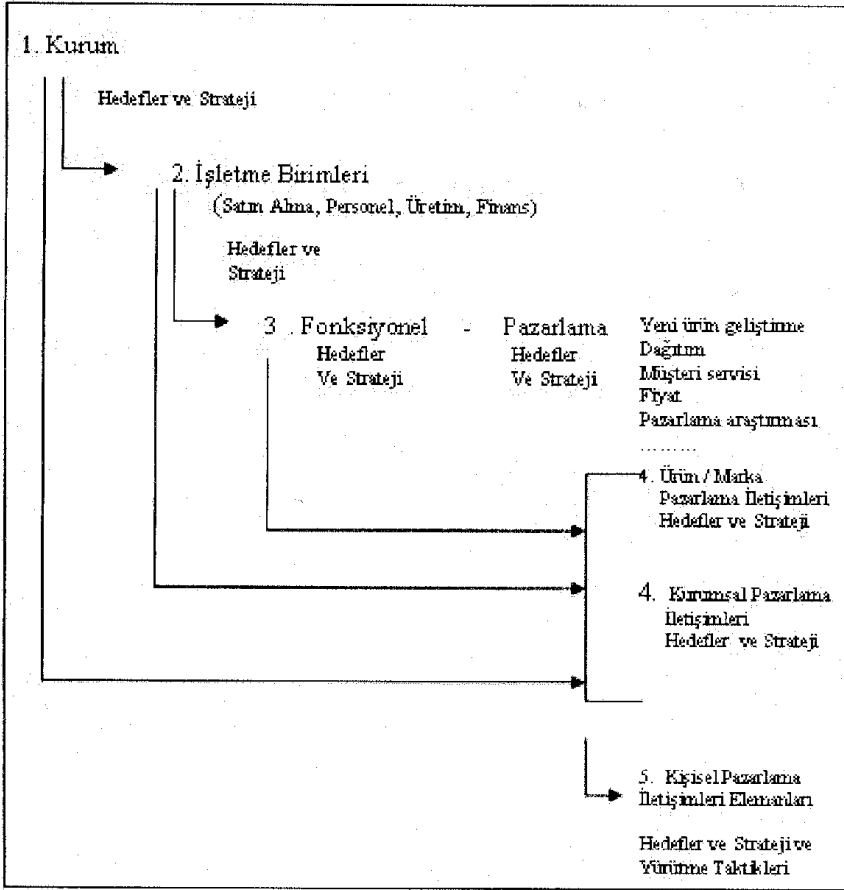 1. Kurum
Hedefler ve Strateji
2. İşletme Birimleri
(Satın Alma, Personel, Üretim, Finans)
Hedefler ve
Strateji
3 . Fonksiyonel - Pazarlama
Hedefler
Ve Strateji
Hedefler
Ve Strateji
Yeni ürün geliştirme
Dağıtım
Müşteri servisi
Fiyat
Pazarlama araştırması
.........
4. Ürün / Marka
Pazarlama İletişimleri
Hedefler ve Strateji
4. Kurumsal Pazarlama
İletişimleri
Hedefler ve Strateji
5. Kişisel Pazarlama
İletişimleri Elemanları
Hedefler ve Strateji ve
Yürütme Taktikleri